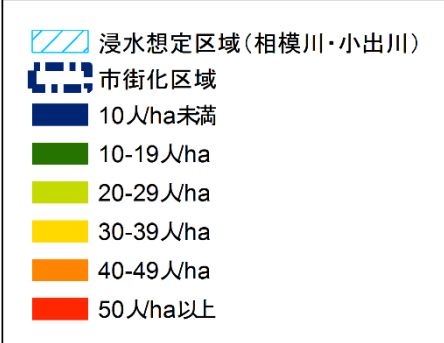 浸水想定区域（相模川・小出川）
市街化区域
10人/ha未満
10-19人/ha
20-29人/ha
30-39人/ha
40-49人/ha
50人/ha以上